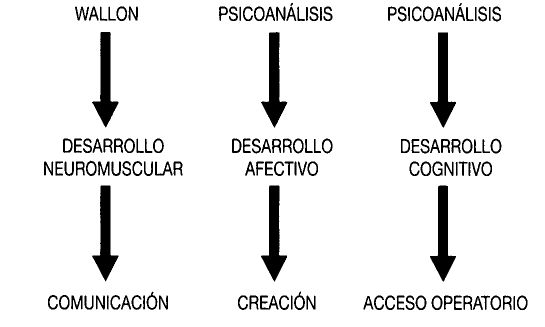 WALLON PSICOANÁLISIS PSICOANÁLISIS
DESARROLLO DESARROLLO DESARROLLO
NEUROMUSCULAR AFECTIVO COGNITIVO
COMUNICACIÓN CREACIÓN ACCESO OPERATORIO